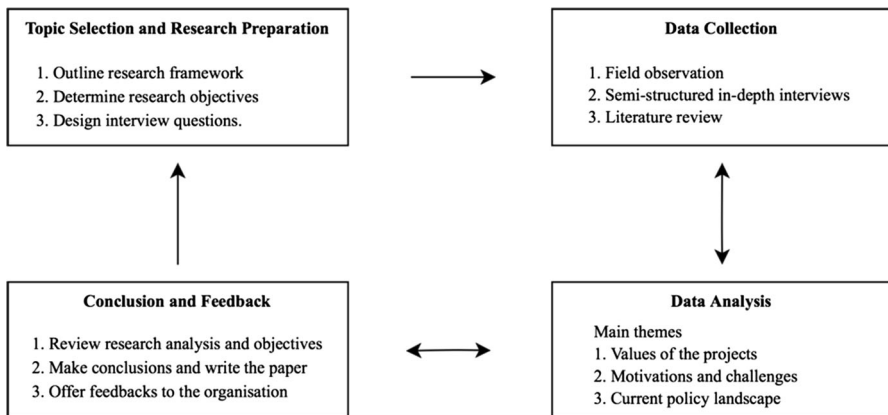 Topic Selection and Research Preparation
1. Outline research framework
2. Determine research objectives
3. Design interview questions.
Data Collection
1. Field observation
2. Semi-structured in-depth interviews
3. Literature review
Conclusion and Feedback
1. Review research analysis and objectives
2. Make conclusions and write the paper
3. Offer feedbacks to the organisation
Data Analysis
Main themes
1. Values of the projects
2. Motivations and challenges
3. Current policy landscape